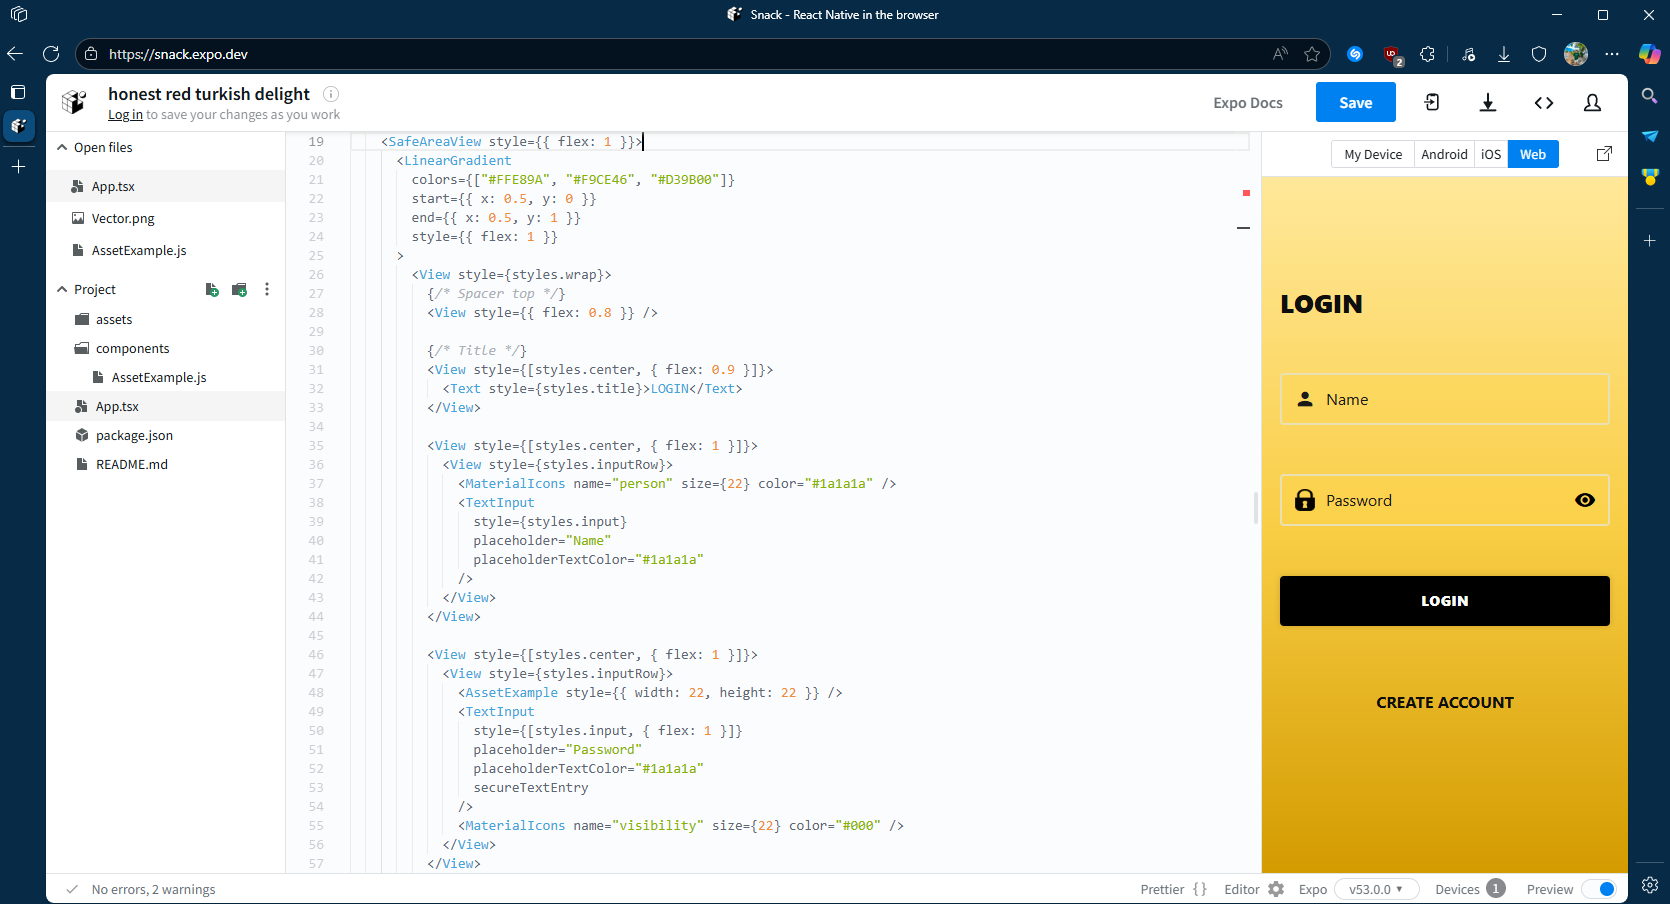 Snack - React Native in the browser
https://snack.expo.dev
2
honest red turkish delight
Log in to save your changes as you work
Expo Docs
Save
Open files
App.tsx
Vector.png
AssetExample.js
Project
assets
components
AssetExample.js
App.tsx
package.json
README.md
19 <SafeAreaView style={{ flex: 1 }}>
20 <LinearGradient
21 colors={["#FFE89A", "#F9CE46", "#D39B00"]}
22 start={{ x: 0.5, y: 0 }}
23 end={{ x: 0.5, y: 1 }}
24 style={{ flex: 1 }}
25 >
26 <View style={styles.wrap}>
27 {/* Spacer top */}
28 <View style={{ flex: 0.8 }} />
29
30 {/* Title */}
31 <View style={[styles.center, { flex: 0.9 }]}>
32 <Text style={styles.title}>LOGIN</Text>
33 </View>
34
35 <View style={[styles.center, { flex: 1 }]}>
36 <View style={styles.inputRow}>
37 <MaterialIcons name="person" size={22} color="#1a1a1a" />
38 <TextInput
39 style={styles.input}
40 placeholder="Name"
41 placeholderTextColor="#1a1a1a"
42 />
43 </View>
44 </View>
45
46 <View style={[styles.center, { flex: 1 }]}>
47 <View style={styles.inputRow}>
48 <AssetExample style={{ width: 22, height: 22 }} />
49 <TextInput
50 style={[styles.input, { flex: 1 }]}
51 placeholder="Password"
52 placeholderTextColor="#1a1a1a"
53 secureTextEntry
54 />
55 <MaterialIcons name="visibility" size={22} color="#000" />
56 </View>
57 </View>
My Device Android iOS Web
LOGIN
Name
Password
LOGIN
CREATE ACCOUNT
No errors, 2 warnings
Prettier {} Editor Expo v53.0.0 Devices 1 Preview